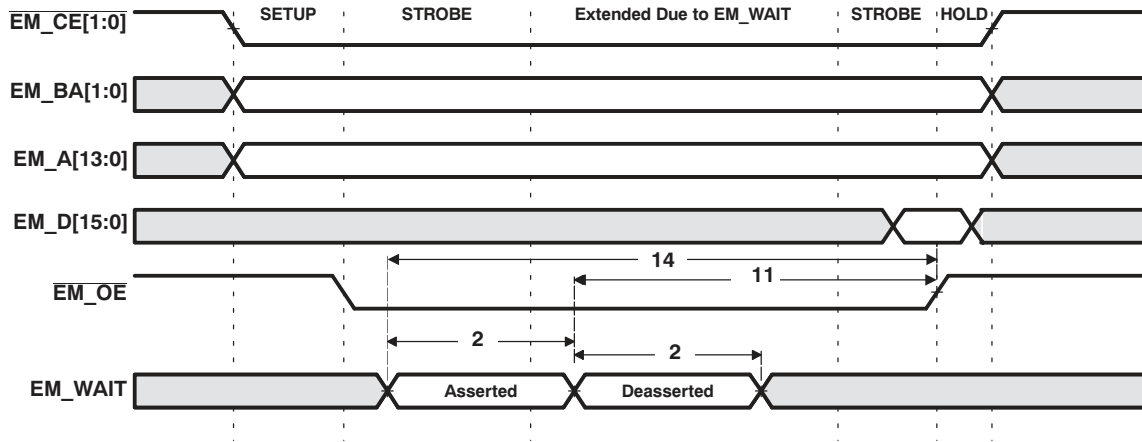 EM_CE[1:0] SETUP STROBE Extended Due to EM_WAIT STROBE HOLD
EM_BA[1:0]
EM_A[13:0]
EM_D[15:0]
14
11
EM_OE
2
2
EM_WAIT Asserted Deasserted